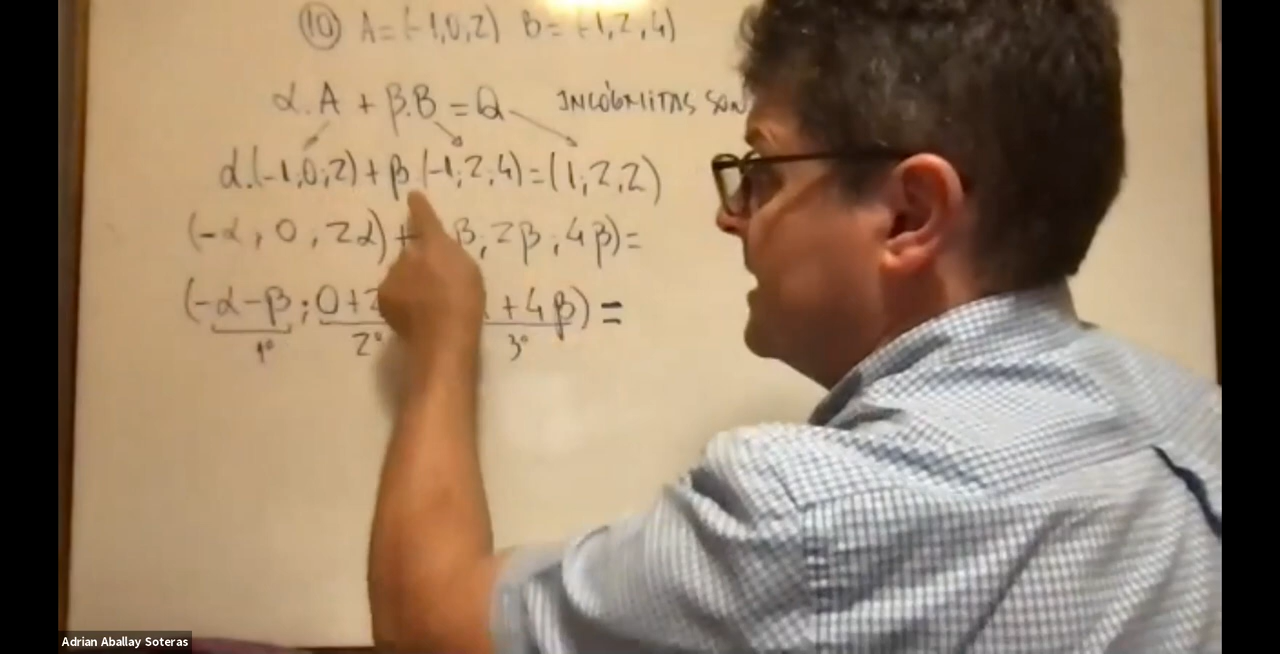 ⑩ A=(-1,0,2) B=(-1,2,4)
α.A + β.B = Q INCÓGNITAS SON
α.(-1,0,2)+β(-1;2;4)=(1;2;2)
(-α; 0; 2α)+ β;2β;4β)=
(-α-β;0+2 +4β)=
1° 2° 3°
Adrian Aballay Soteras